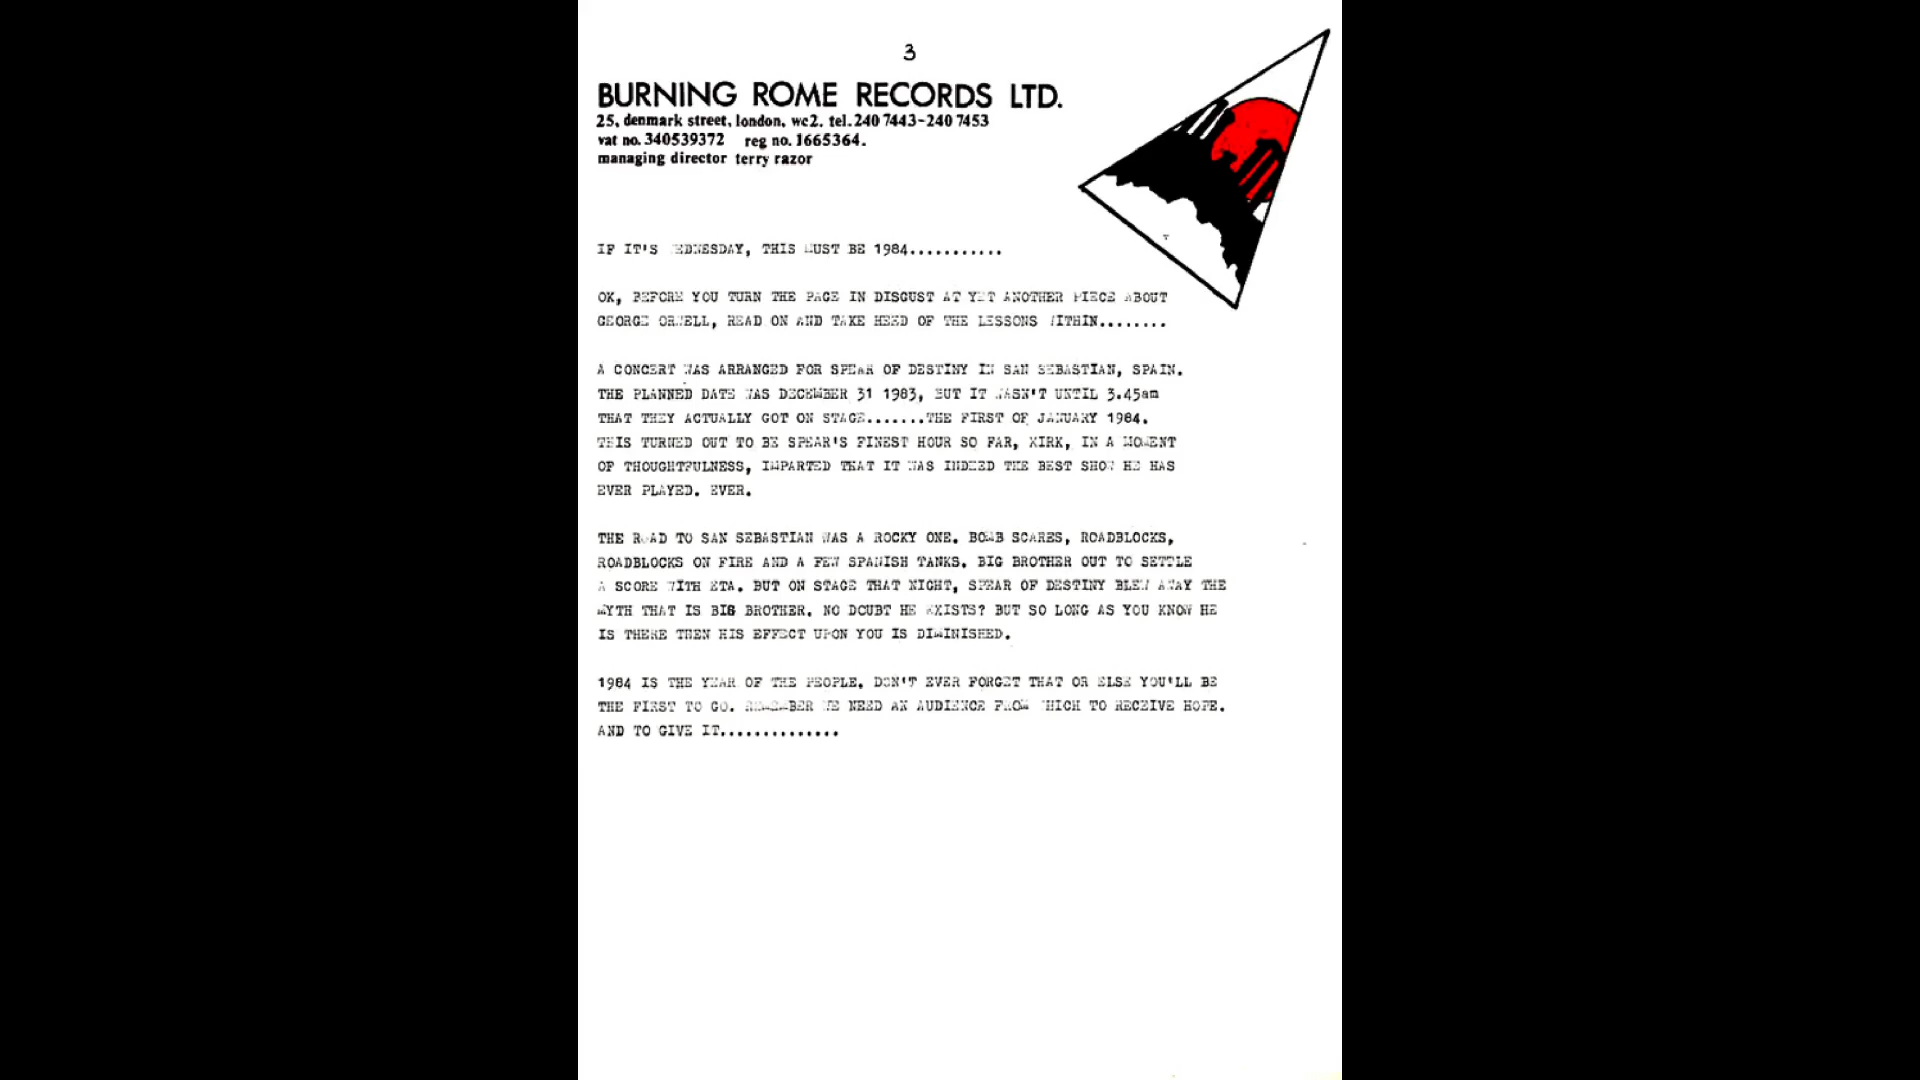 3
BURNING ROME RECORDS LTD.
25, denmark street, london, wc2. tel. 240 7443-240 7453
vat no. 340539372 reg no. 1665364.
managing director terry razor
IF IT'S WEDNESDAY, THIS MUST BE 1984...........
OK, BEFORE YOU TURN THE PAGE IN DISGUST AT YET ANOTHER PIECE ABOUT
GEORGE ORWELL, READ ON AND TAKE HEED OF THE LESSONS WITHIN........
A CONCERT WAS ARRANGED FOR SPEAR OF DESTINY IN SAN SEBASTIAN, SPAIN.
THE PLANNED DATE WAS DECEMBER 31 1983, BUT IT WASN'T UNTIL 3.45am
THAT THEY ACTUALLY GOT ON STAGE.......THE FIRST OF JANUARY 1984.
THIS TURNED OUT TO BE SPEAR'S FINEST HOUR SO FAR, KIRK, IN A MOMENT
OF THOUGHTFULNESS, IMPARTED THAT IT WAS INDEED THE BEST SHOW HE HAS
EVER PLAYED. EVER.
THE ROAD TO SAN SEBASTIAN WAS A ROCKY ONE. BOMB SCARES, ROADBLOCKS,
ROADBLOCKS ON FIRE AND A FEW SPANISH TANKS. BIG BROTHER OUT TO SETTLE
A SCORE WITH ETA. BUT ON STAGE THAT NIGHT, SPEAR OF DESTINY BLEW AWAY THE
MYTH THAT IS BIG BROTHER. NO DOUBT HE EXISTS? BUT SO LONG AS YOU KNOW HE
IS THERE THEN HIS EFFECT UPON YOU IS DIMINISHED.
1984 IS THE YEAR OF THE PEOPLE. DON'T EVER FORGET THAT OR ELSE YOU'LL BE
THE FIRST TO GO. REMEMBER WE NEED AN AUDIENCE FROM WHICH TO RECEIVE HOPE.
AND TO GIVE IT..............